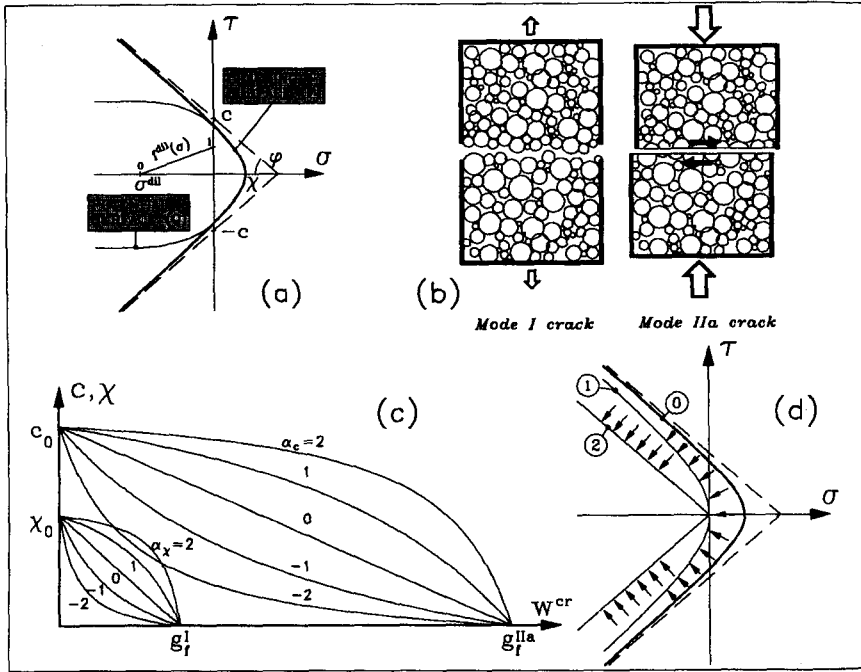 τ
c
φ
σ
χ
1
r^dil(σ)
0
σ^dil
-c
(a)
(b)
Mode I crack
Mode IIa crack
c, χ
(c)
c₀
α_c=2
1
0
-1
-2
χ₀
α_χ=2
1
0
-1
-2
g_f^I
g_f^IIa
w^cr
τ
(d)
0
1
2
σ